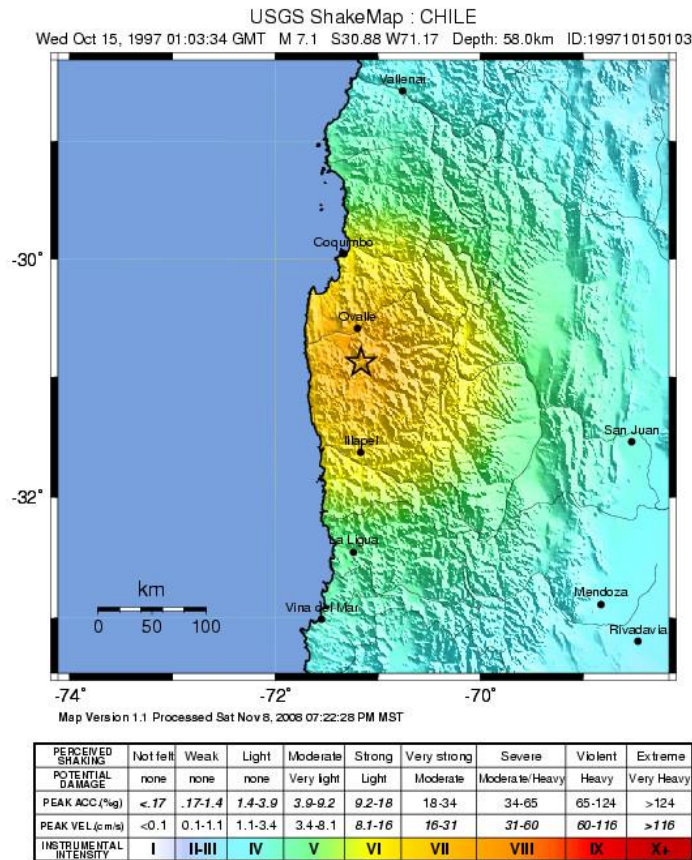 USGS ShakeMap : CHILE
Wed Oct 15, 1997 01:03:34 GMT M 7.1 S30.88 W71.17 Depth: 58.0km ID:199710150103
Vallenar
-30°
Coquimbo
Ovalle
Illapel
San Juan
-32°
La Ligua
km
0 50 100
Vina del Mar
Mendoza
Rivadavia
-74° -72° -70°
Map Version 1.1 Processed Sat Nov 8, 2008 07:22:28 PM MST
PERCEIVED SHAKING Not felt Weak Light Moderate Strong Very strong Severe Violent Extreme
POTENTIAL DAMAGE none none none Very light Light Moderate Moderate/Heavy Heavy Very Heavy
PEAK ACC.(%g) <.17 .17-1.4 1.4-3.9 3.9-9.2 9.2-18 18-34 34-65 65-124 >124
PEAK VEL.(cm/s) <0.1 0.1-1.1 1.1-3.4 3.4-8.1 8.1-16 16-31 31-60 60-116 >116
INSTRUMENTAL INTENSITY I II-III IV V VI VII VIII IX X+